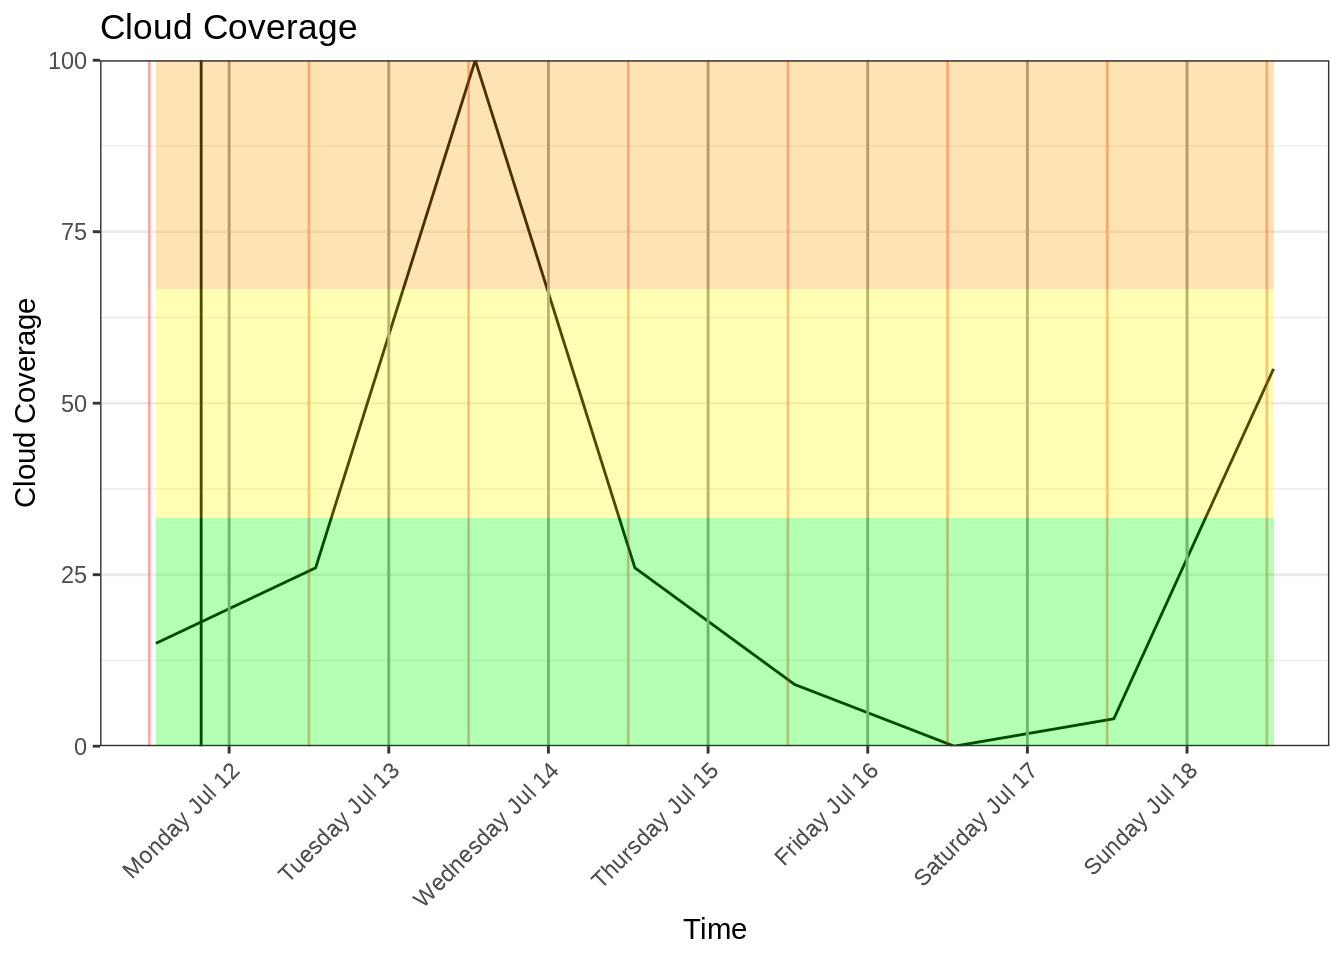 Cloud Coverage
100
75
50
25
0
Cloud Coverage
Monday Jul 12
Tuesday Jul 13
Wednesday Jul 14
Thursday Jul 15
Friday Jul 16
Saturday Jul 17
Sunday Jul 18
Time